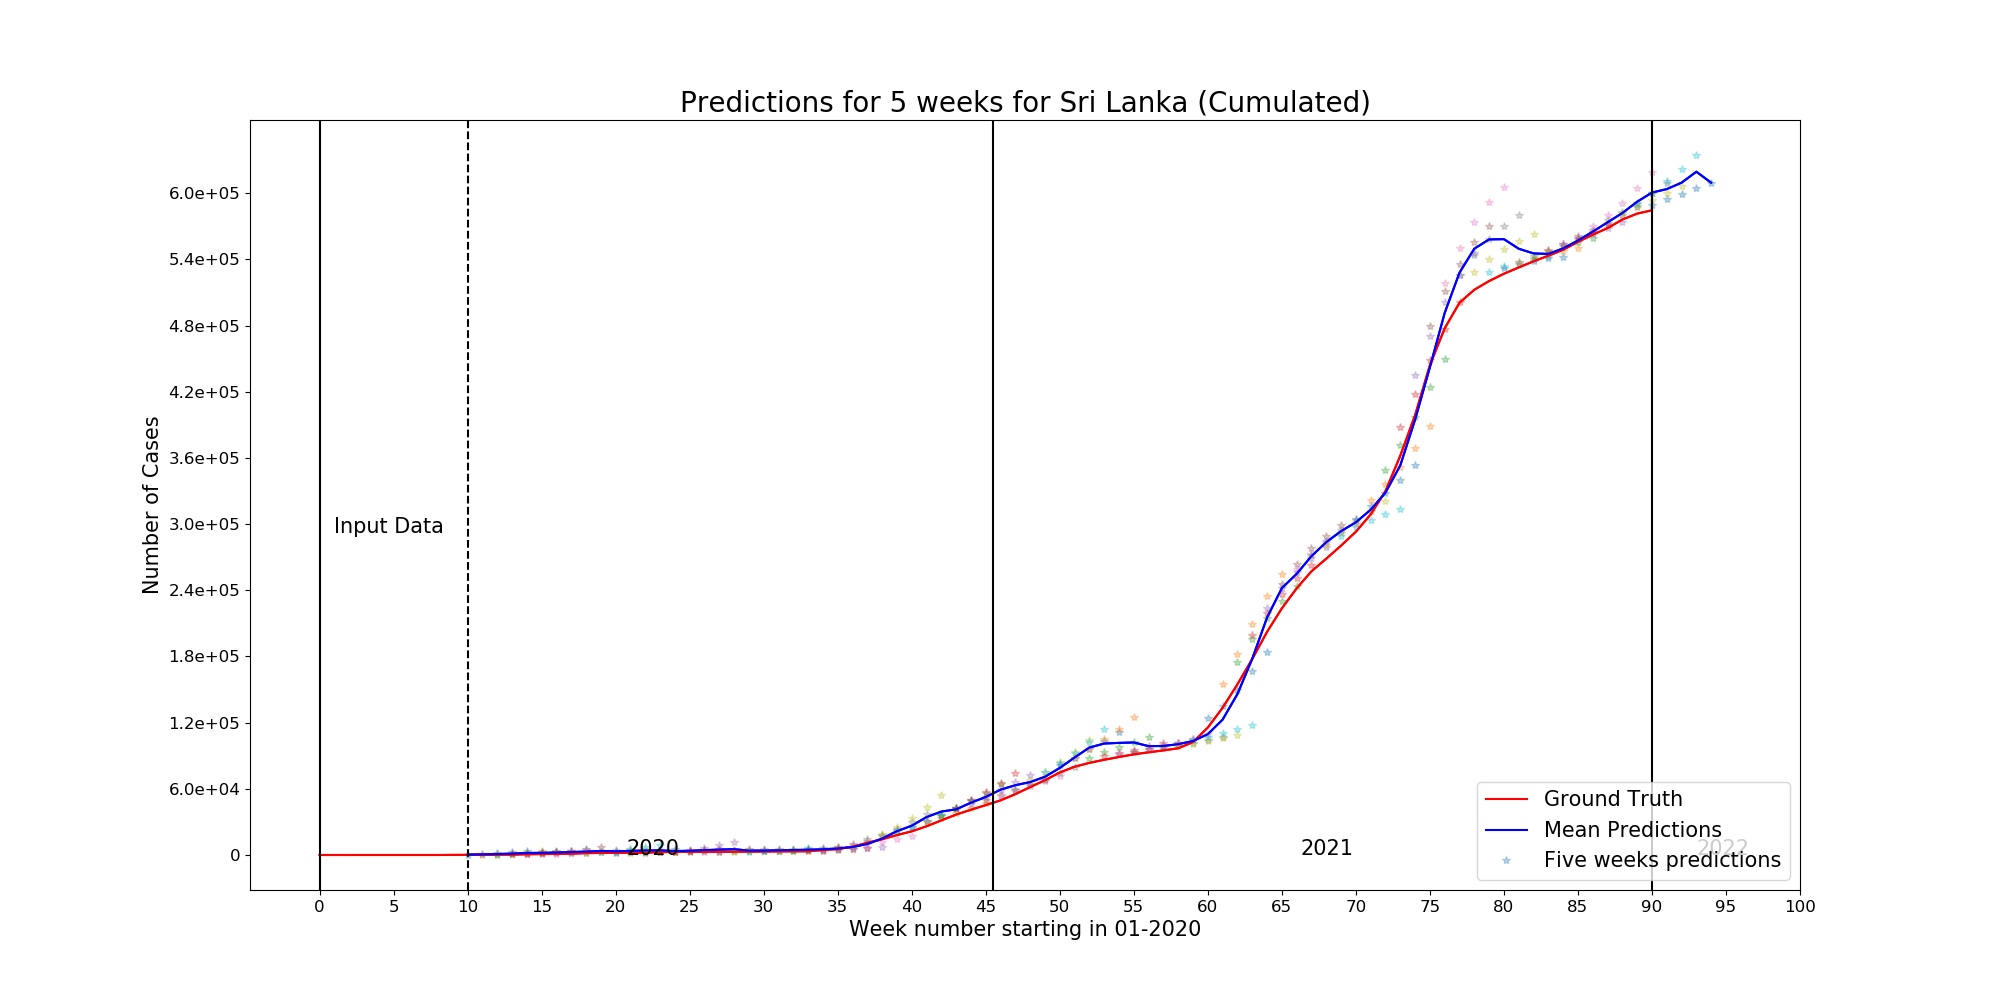 Predictions for 5 weeks for Sri Lanka (Cumulated)
6.0e+05
5.4e+05
4.8e+05
4.2e+05
3.6e+05
3.0e+05
2.4e+05
1.8e+05
1.2e+05
6.0e+04
0
Number of Cases
Input Data
2020
2021
2022
Ground Truth
Mean Predictions
Five weeks predictions
0 5 10 15 20 25 30 35 40 45 50 55 60 65 70 75 80 85 90 95 100
Week number starting in 01-2020